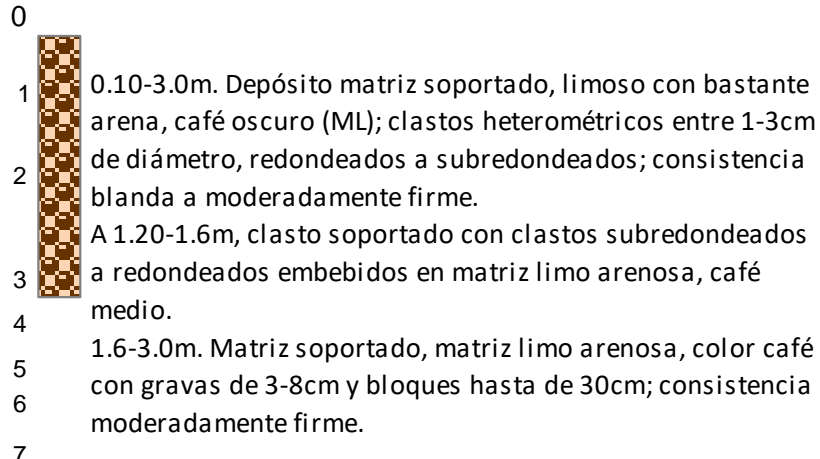 0
1
2
3
4
5
6
7
0.10-3.0m. Depósito matriz soportado, limoso con bastante
arena, café oscuro (ML); clastos heterométricos entre 1-3cm
de diámetro, redondeados a subredondeados; consistencia
blanda a moderadamente firme.
A 1.20-1.6m, clasto soportado con clastos subredondeados
a redondeados embebidos en matriz limo arenosa, café
medio.
1.6-3.0m. Matriz soportado, matriz limo arenosa, color café
con gravas de 3-8cm y bloques hasta de 30cm; consistencia
moderadamente firme.